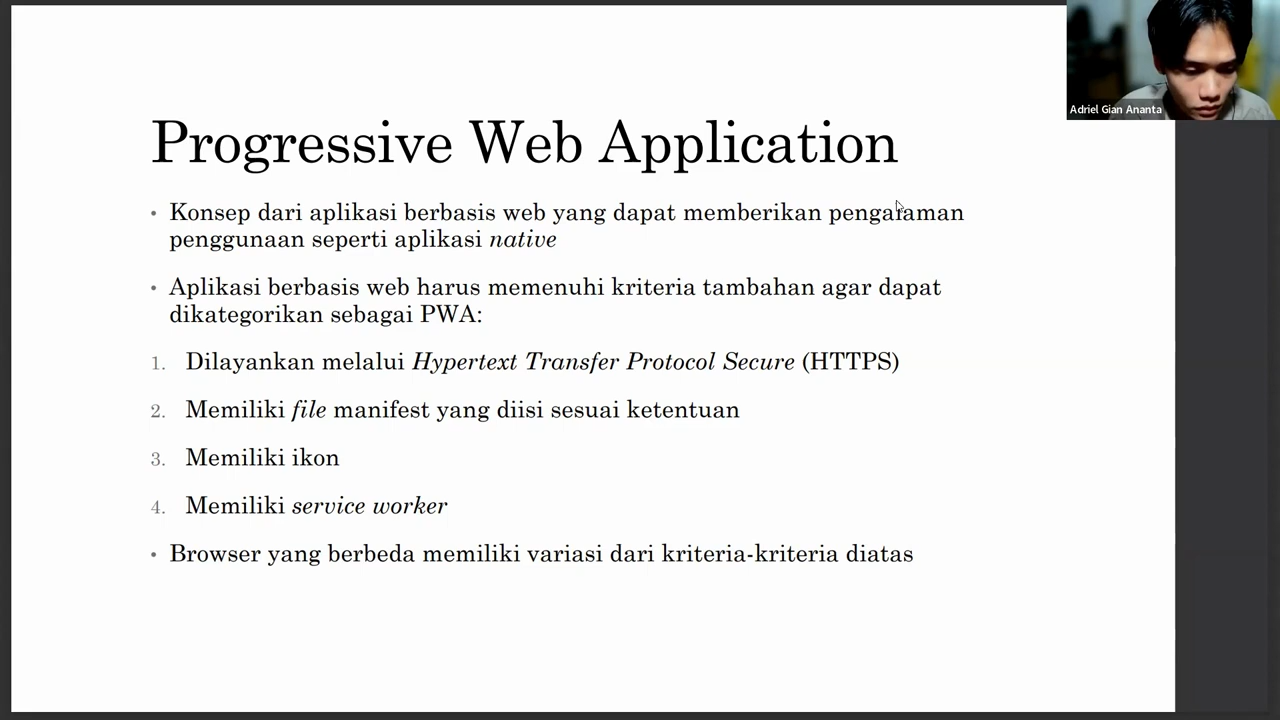 Adriel Gian Ananta
Progressive Web Application
• Konsep dari aplikasi berbasis web yang dapat memberikan pengalaman
penggunaan seperti aplikasi native
• Aplikasi berbasis web harus memenuhi kriteria tambahan agar dapat
dikategorikan sebagai PWA:
1. Dilayankan melalui Hypertext Transfer Protocol Secure (HTTPS)
2. Memiliki file manifest yang diisi sesuai ketentuan
3. Memiliki ikon
4. Memiliki service worker
• Browser yang berbeda memiliki variasi dari kriteria-kriteria diatas